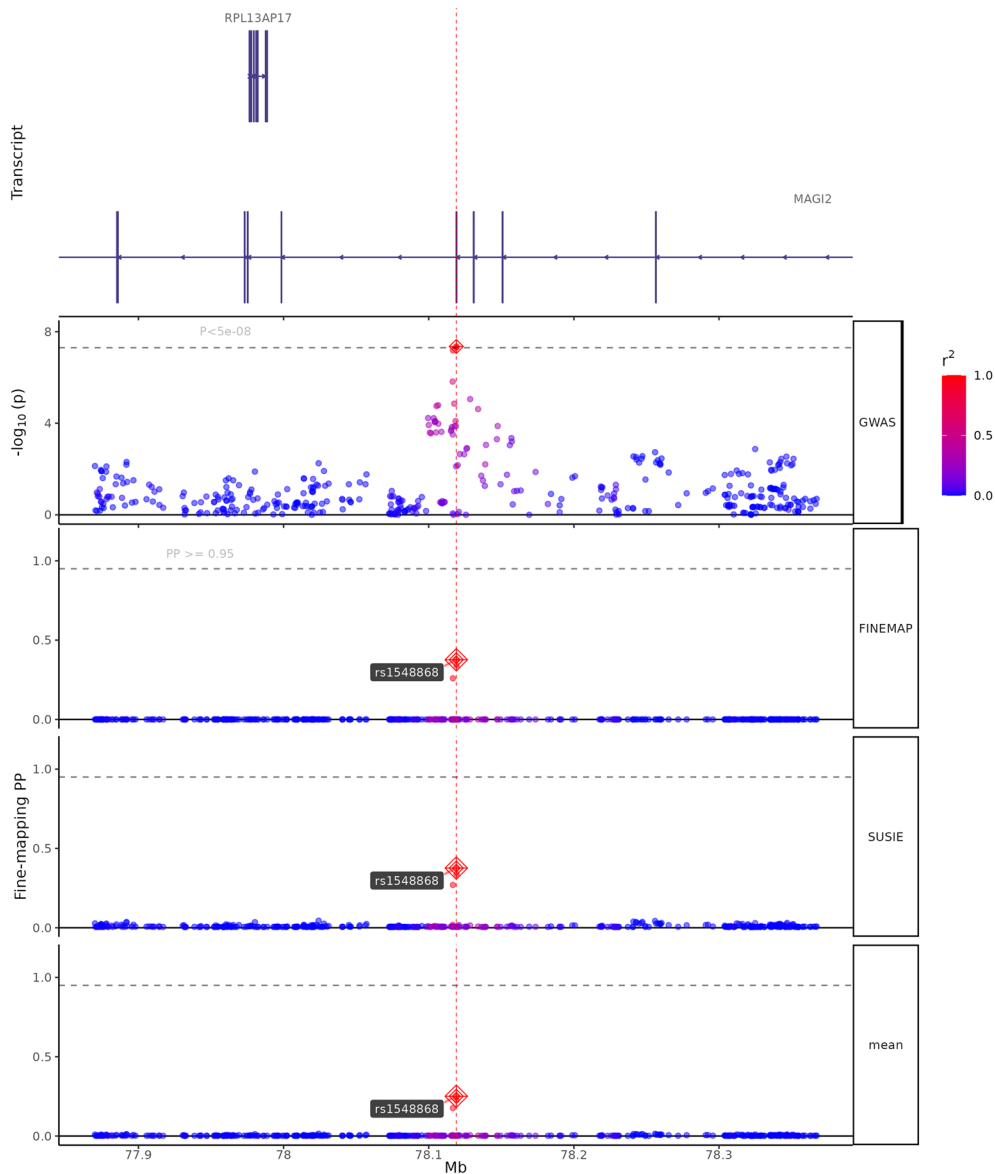 RPL13AP17
Transcript
MAGI2
P<5e-08
8
4
0
-log10 (p)
GWAS
r2
1.0
0.5
0.0
PP >= 0.95
1.0
0.5
0.0
rs1548868
FINEMAP
Fine-mapping PP
1.0
0.5
0.0
rs1548868
SUSIE
1.0
0.5
0.0
rs1548868
mean
77.9 78 78.1 78.2 78.3
Mb